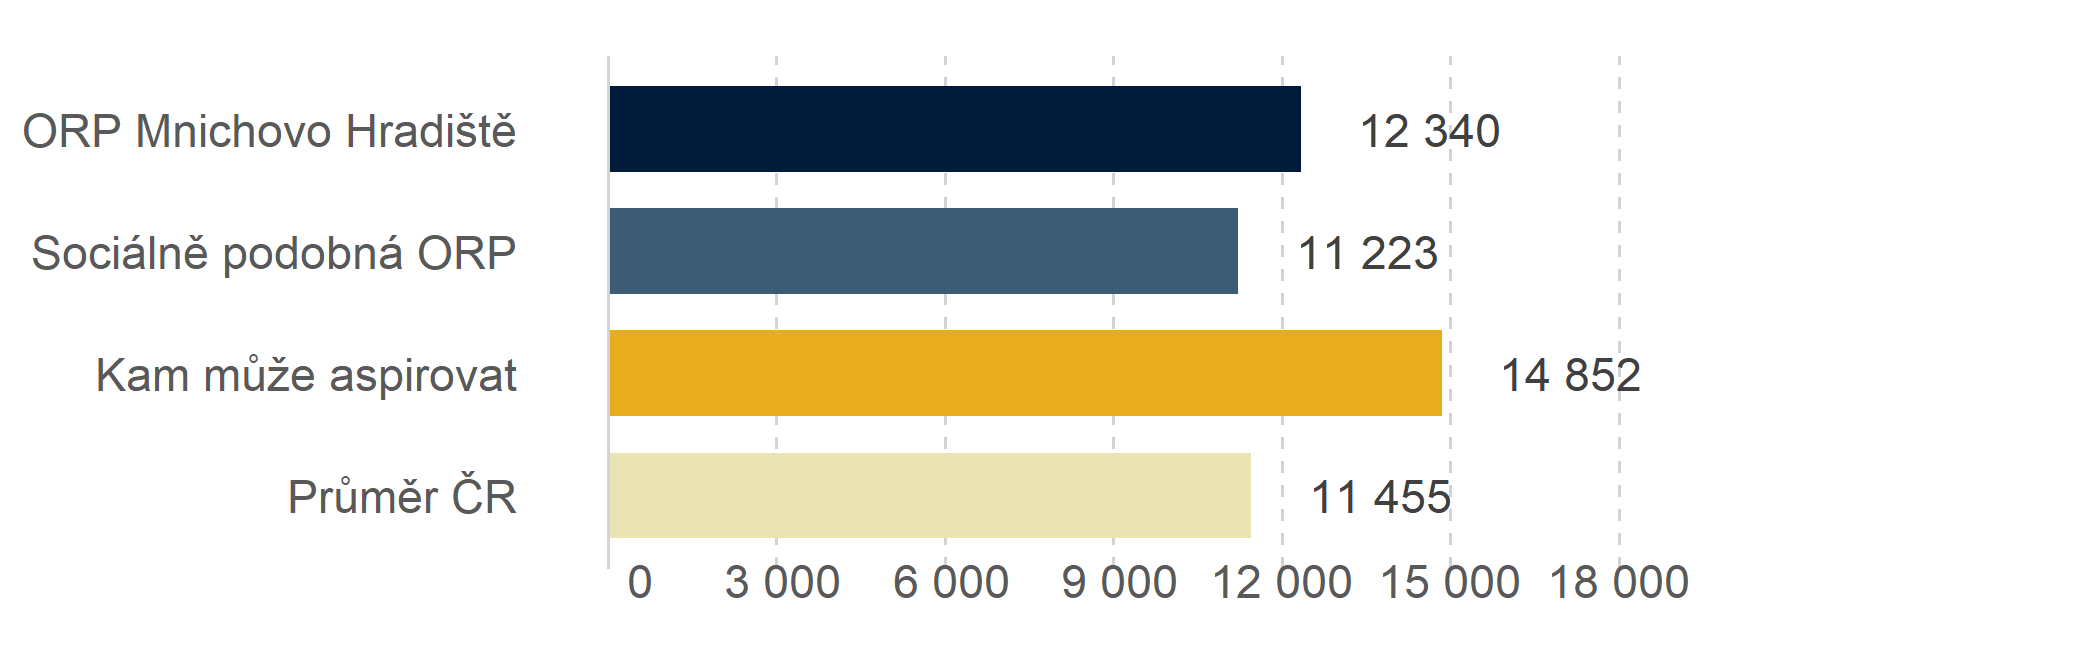 ORP Mnichovo Hradiště 12 340
Sociálně podobná ORP 11 223
Kam může aspirovat 14 852
Průměr ČR 11 455
0 3 000 6 000 9 000 12 000 15 000 18 000